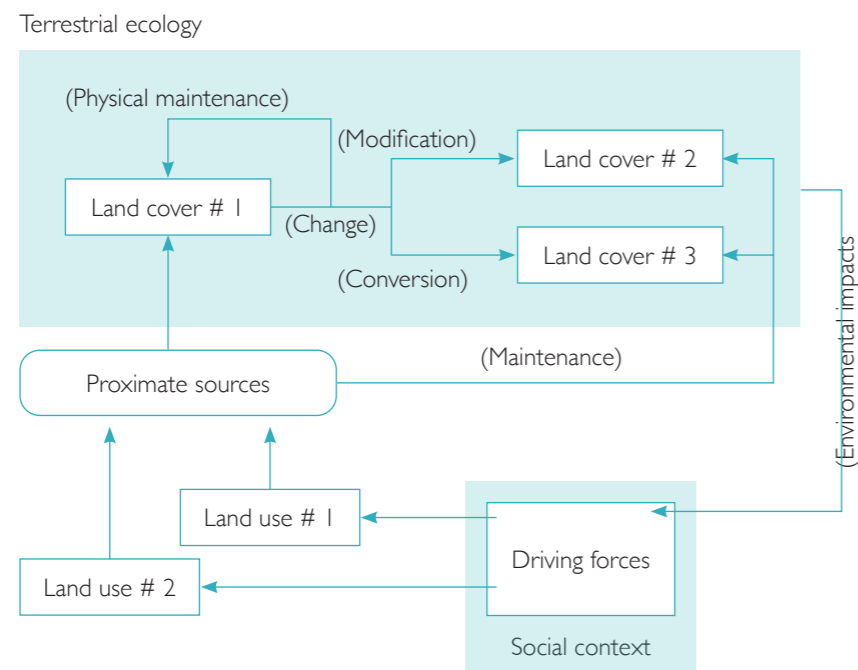 Terrestrial ecology
(Physical maintenance)
(Modification)
Land cover # 2
Land cover # 1
(Change)
Land cover # 3
(Conversion)
(Environmental impacts
(Maintenance)
Proximate sources
Land use # 1
Driving forces
Land use # 2
Social context